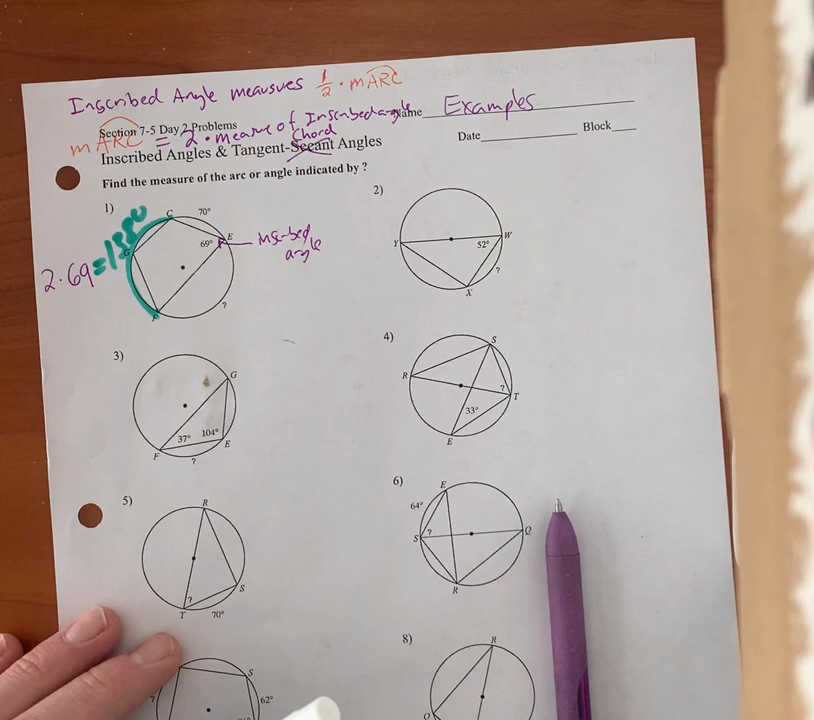 Inscribed Angle measures 1/2 · mARC
Name Examples
Section 7-5 Day 2 Problems
mARC = 2 · measure of Inscribed angle
Date Block
Chord
Inscribed Angles & Tangent-Secant Angles
Find the measure of the arc or angle indicated by ?
1)
C 70°
138°
G
69° E
Inscribed
angle
2·69=
F
?
2)
Y W
52°
?
X
3)
G
37° 104°
F E
?
4)
S
R
? T
33°
E
5)
R
?
S
T 70°
6)
E
64°
S ? Q
R
?
S
62°
8)
R
Q